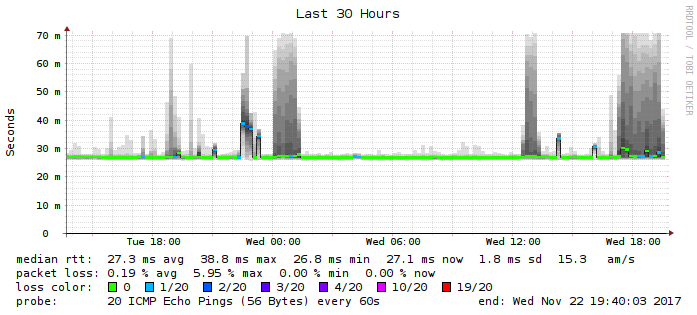 Last 30 Hours
RRDTOOL / TOBI OETIKER
Seconds
70 m
60 m
50 m
40 m
30 m
20 m
10 m
0
Tue 18:00 Wed 00:00 Wed 06:00 Wed 12:00 Wed 18:00
median rtt: 27.3 ms avg 38.8 ms max 26.8 ms min 27.1 ms now 1.8 ms sd 15.3 am/s
packet loss: 0.19 % avg 5.95 % max 0.00 % min 0.00 % now
loss color: 0 1/20 2/20 3/20 4/20 10/20 19/20
probe: 20 ICMP Echo Pings (56 Bytes) every 60s end: Wed Nov 22 19:40:03 2017